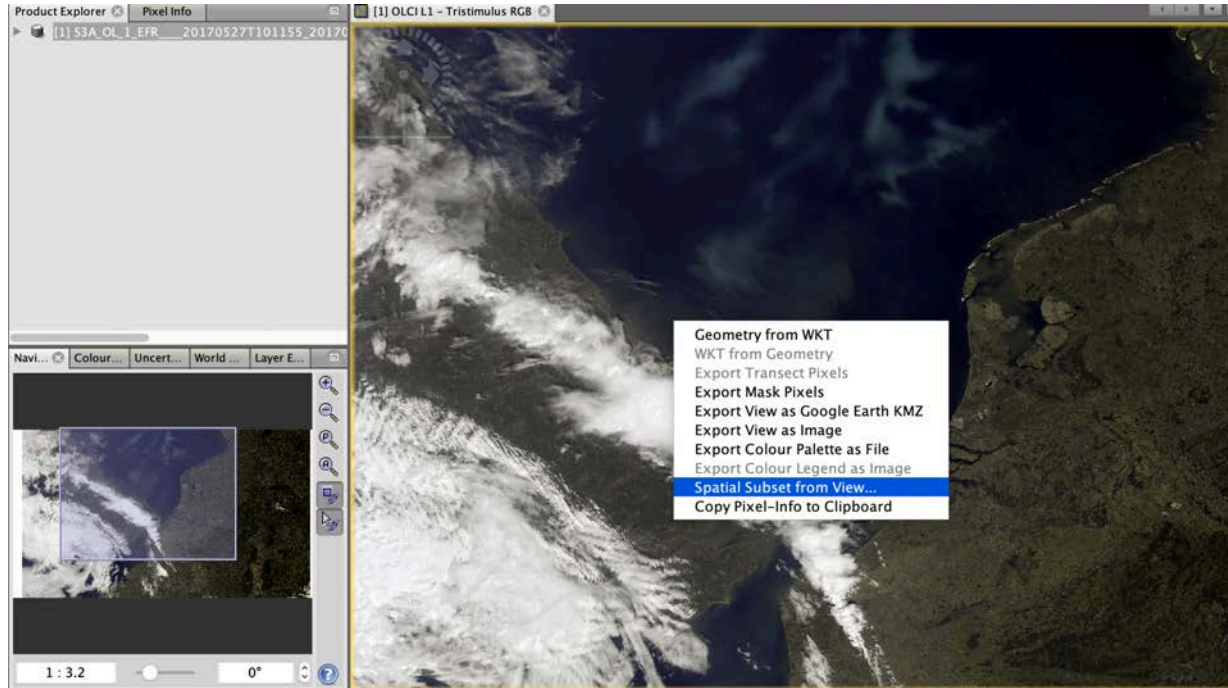 Product Explorer
Pixel Info
[1] S3A_OL_1_EFR____20170527T101155_20170
[1] OLCI L1 – Tristimulus RGB
Geometry from WKT
WKT from Geometry
Export Transect Pixels
Export Mask Pixels
Export View as Google Earth KMZ
Export View as Image
Export Colour Palette as File
Export Colour Legend as Image
Spatial Subset from View...
Copy Pixel-Info to Clipboard
Navi...
Colour...
Uncert...
World ...
Layer E...
1 : 3.2
0°